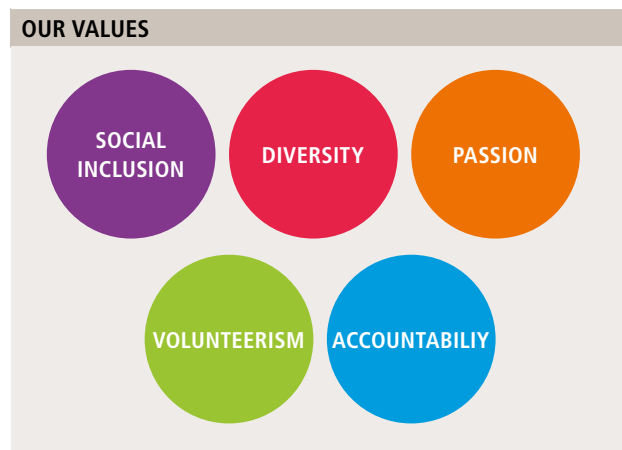 OUR VALUES
SOCIAL
INCLUSION
DIVERSITY
PASSION
VOLUNTEERISM
ACCOUNTABILIY